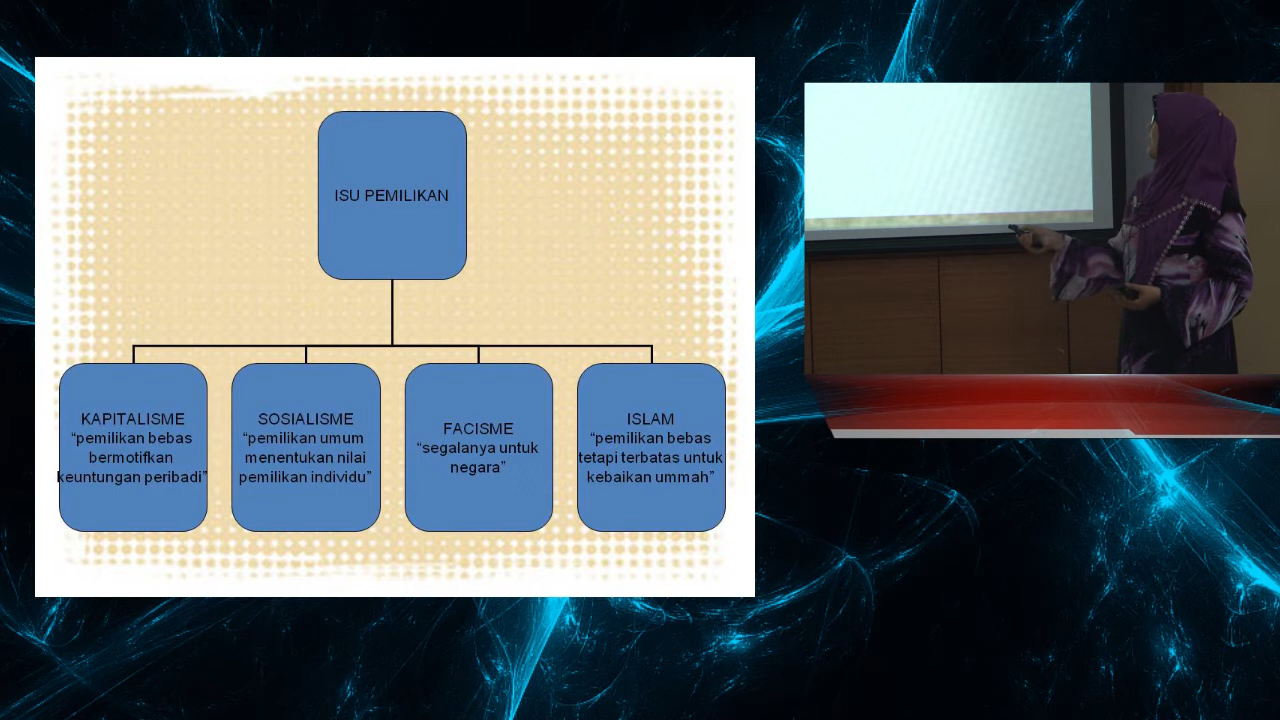 ISU PEMILIKAN
KAPITALISME
“pemilikan bebas
bermotifkan
keuntungan peribadi”
SOSIALISME
“pemilikan umum
menentukan nilai
pemilikan individu”
FACISME
“segalanya untuk
negara”
ISLAM
“pemilikan bebas
tetapi terbatas untuk
kebaikan ummah”